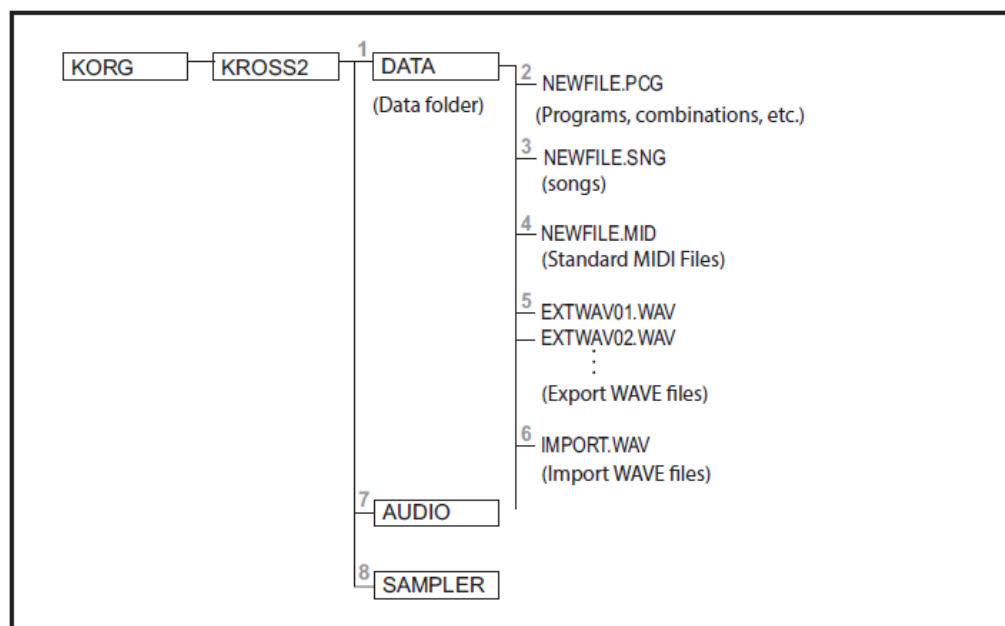 KORG
KROSS2
1
DATA
(Data folder)
2
NEWFILE.PCG
(Programs, combinations, etc.)
3
NEWFILE.SNG
(songs)
4
NEWFILE.MID
(Standard MIDI Files)
5
EXTWAV01.WAV
EXTWAV02.WAV
(Export WAVE files)
6
IMPORT.WAV
(Import WAVE files)
7
AUDIO
8
SAMPLER